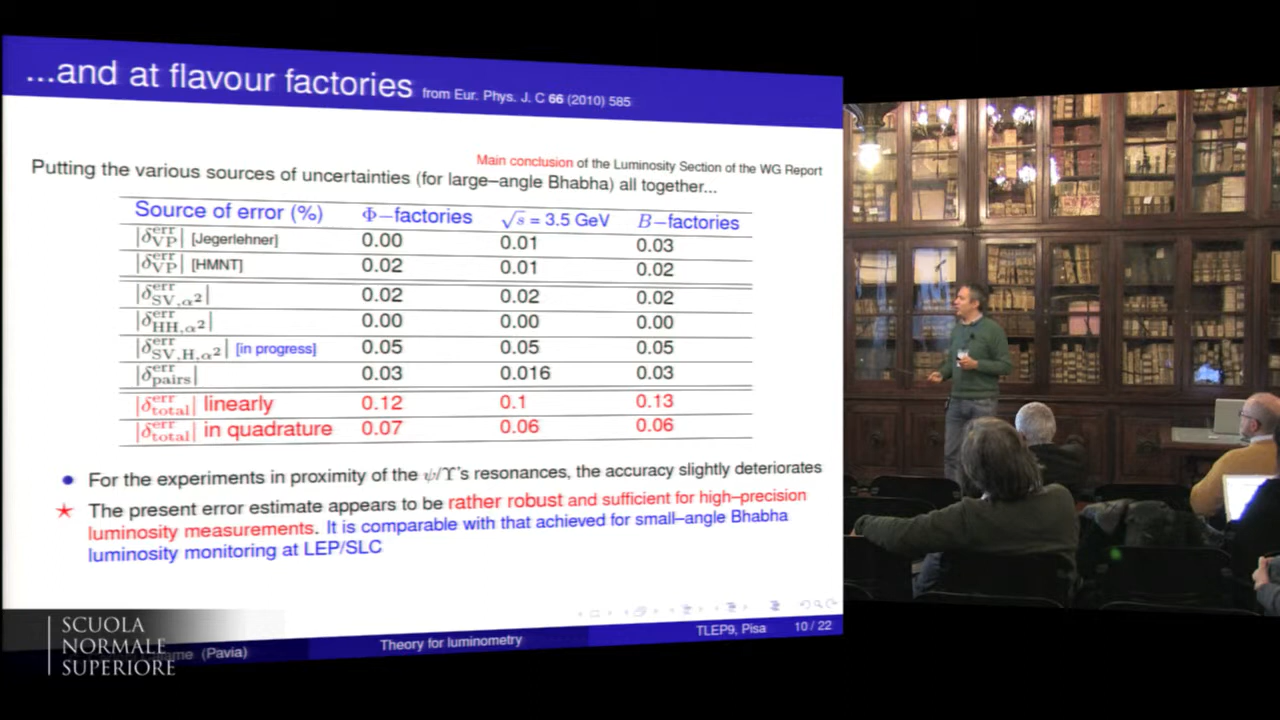 ...and at flavour factories from Eur. Phys. J. C 66 (2010) 585
Main conclusion of the Luminosity Section of the WG Report
Putting the various sources of uncertainties (for large–angle Bhabha) all together...
Source of error (%) Φ–factories √s = 3.5 GeV B–factories
|δ^err_VP| [Jegerlehner] 0.00 0.01 0.03
|δ^err_VP| [HMNT] 0.02 0.01 0.02
|δ^err_SV,α²| 0.02 0.02 0.02
|δ^err_HH,α²| 0.00 0.00 0.00
|δ^err_SV,H,α²| [in progress] 0.05 0.05 0.05
|δ^err_pairs| 0.03 0.016 0.03
|δ^err_total| linearly 0.12 0.1 0.13
|δ^err_total| in quadrature 0.07 0.06 0.06
• For the experiments in proximity of the ψ/Υ's resonances, the accuracy slightly deteriorates
★ The present error estimate appears to be rather robust and sufficient for high–precision
luminosity measurements. It is comparable with that achieved for small–angle Bhabha
luminosity monitoring at LEP/SLC
(Pavia) Theory for luminometry TLEP9, Pisa 10 / 22
SCUOLA
NORMALE
SUPERIORE